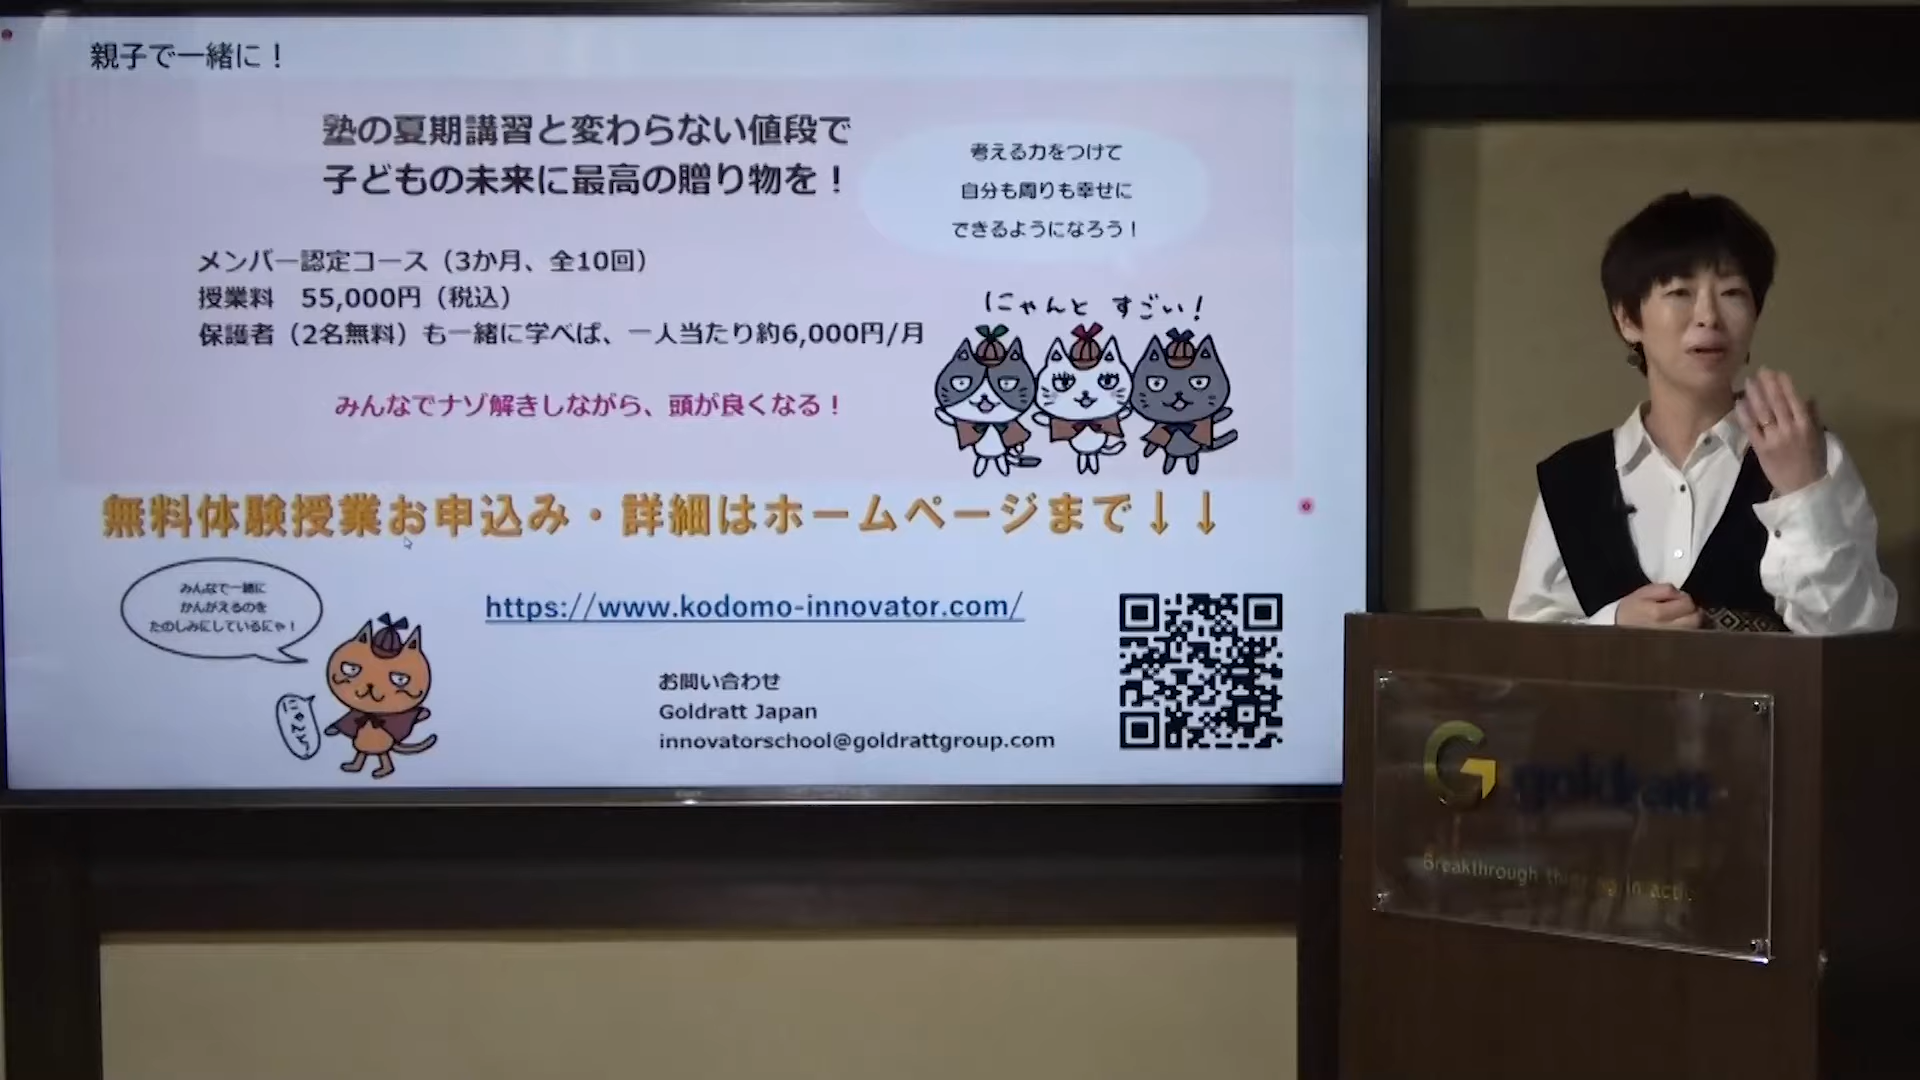 親子で一緒に！
塾の夏期講習と変わらない値段で
子どもの未来に最高の贈り物を！
考える力をつけて
自分も周りも幸せに
できるようになろう！
メンバー認定コース（3か月、全10回）
授業料　55,000円（税込）
保護者（2名無料）も一緒に学べば、一人当たり約6,000円/月
にゃんと すごい！
みんなでナゾ解きしながら、頭が良くなる！
無料体験授業お申込み・詳細はホームページまで↓↓
みんなで一緒に
かんがえるのを
たのしみにしているにゃ！
にゃんと
https://www.kodomo-innovator.com/
お問い合わせ
Goldratt Japan
innovatorschool@goldrattgroup.com
goldratt
Breakthrough thinking in action